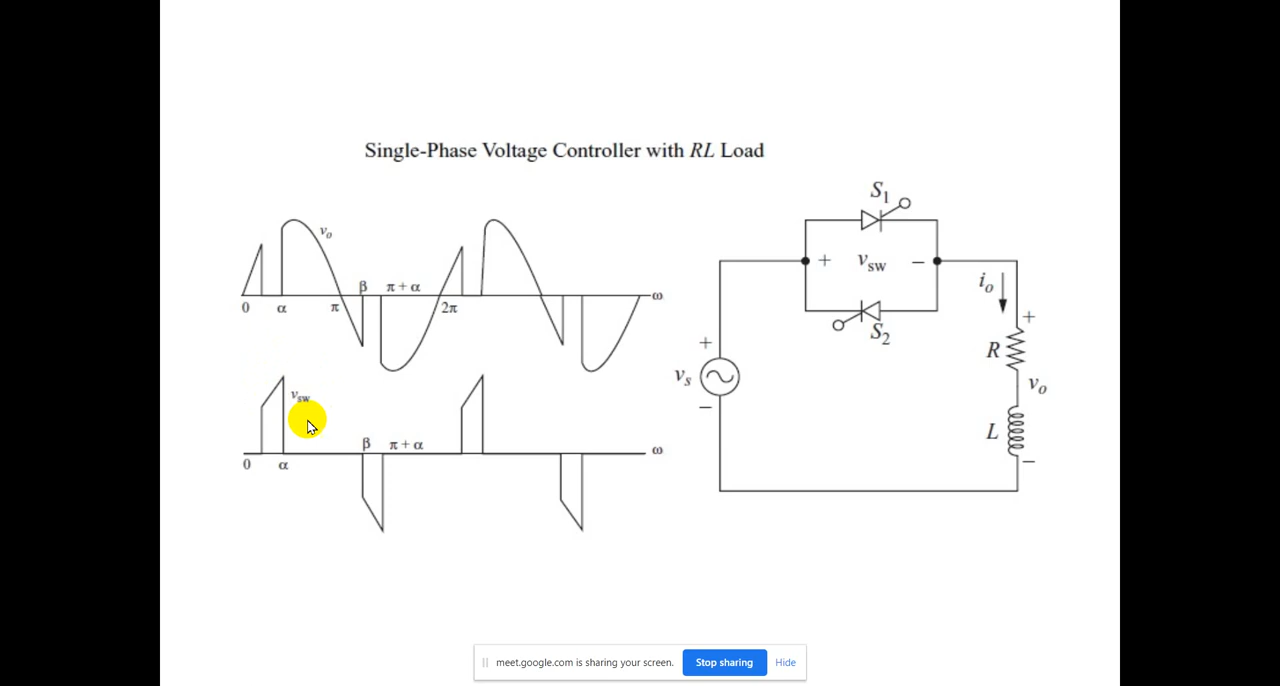 Single-Phase Voltage Controller with RL Load
vo
β π + α
0 α π 2π
ω
vsw
β π + α
0 α
ω
S1
+ vsw −
S2
io
+
R
vo
L
−
+
vs
−
meet.google.com is sharing your screen. Stop sharing Hide